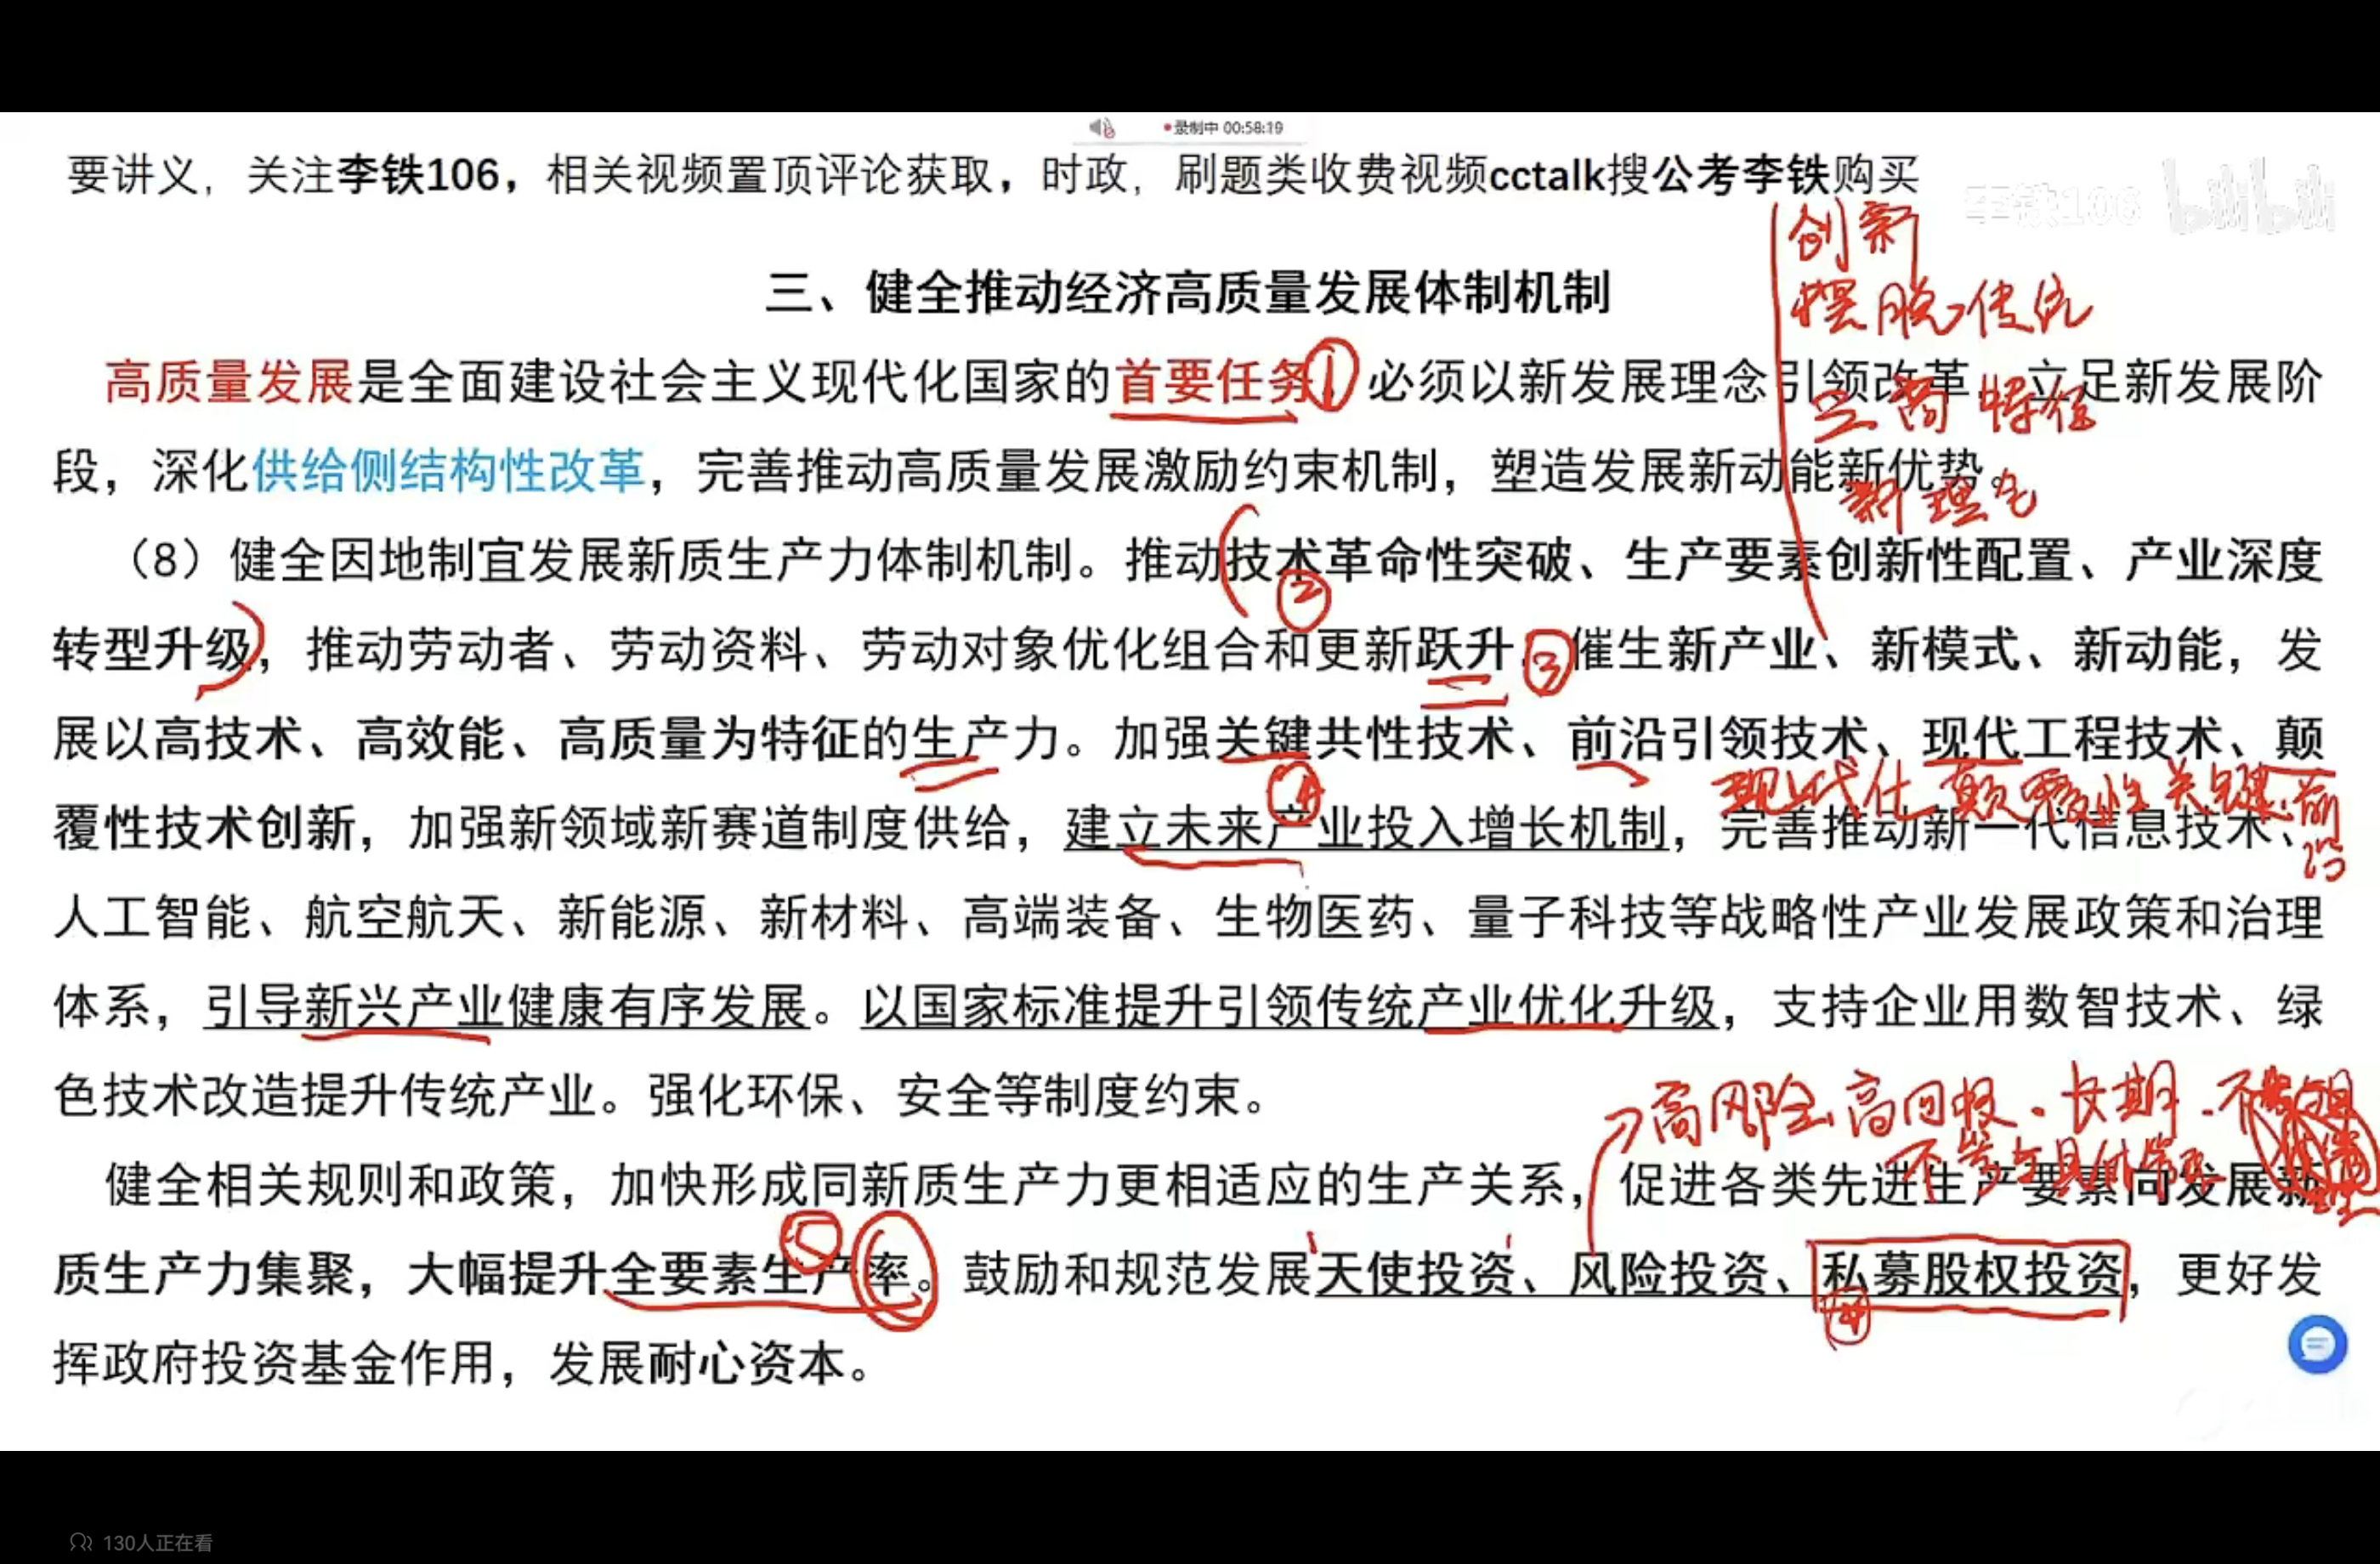 录制中 00:58:19
要讲义，关注李铁106，相关视频置顶评论获取，时政，刷题类收费视频cctalk搜公考李铁购买
李铁106 bilibili
创新
三、健全推动经济高质量发展体制机制
摆脱传统
高质量发展是全面建设社会主义现代化国家的首要任务①必须以新发展理念引领改革，立足新发展阶
三高特征
段，深化供给侧结构性改革，完善推动高质量发展激励约束机制，塑造发展新动能新优势。
新理念
（8）健全因地制宜发展新质生产力体制机制。推动技术革命性突破、生产要素创新性配置、产业深度
②
转型升级，推动劳动者、劳动资料、劳动对象优化组合和更新跃升，③催生新产业、新模式、新动能，发
展以高技术、高效能、高质量为特征的生产力。加强关键共性技术、前沿引领技术、现代工程技术、颠
④ 现代化 颠覆性 关键 前沿
覆性技术创新，加强新领域新赛道制度供给，建立未来产业投入增长机制，完善推动新一代信息技术、
人工智能、航空航天、新能源、新材料、高端装备、生物医药、量子科技等战略性产业发展政策和治理
体系，引导新兴产业健康有序发展。以国家标准提升引领传统产业优化升级，支持企业用数智技术、绿
色技术改造提升传统产业。强化环保、安全等制度约束。
高风险 高回报 长期
健全相关规则和政策，加快形成同新质生产力更相适应的生产关系，促进各类先进生产要素向发展新
质生产力集聚，大幅提升全要素生产率。鼓励和规范发展天使投资、风险投资、私募股权投资，更好发
挥政府投资基金作用，发展耐心资本。
130人正在看